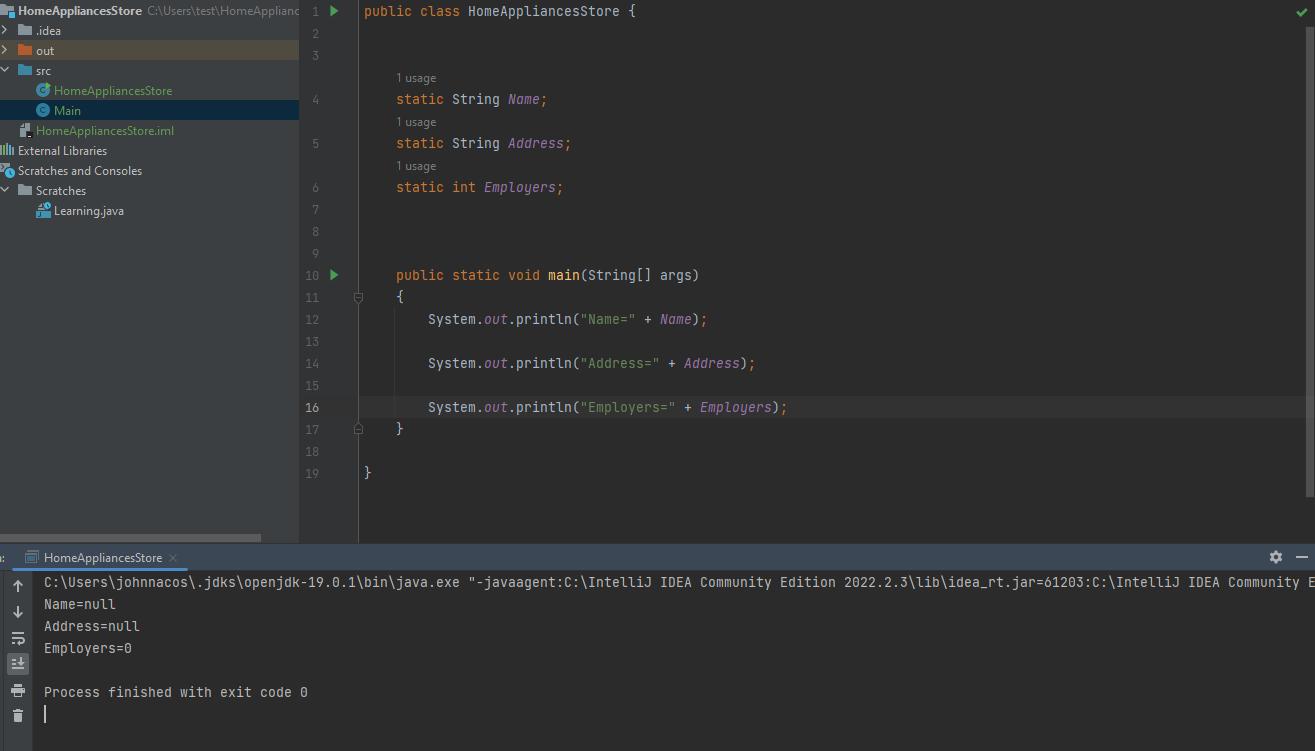 HomeAppliancesStore C:\Users\test\HomeAppliand
.idea
out
src
HomeAppliancesStore
Main
HomeAppliancesStore.iml
External Libraries
Scratches and Consoles
Scratches
Learning.java
1 public class HomeAppliancesStore {
2
3
1 usage
4 static String Name;
1 usage
5 static String Address;
1 usage
6 static int Employers;
7
8
9
10 public static void main(String[] args)
11 {
12 System.out.println("Name=" + Name);
13
14 System.out.println("Address=" + Address);
15
16 System.out.println("Employers=" + Employers);
17 }
18
19 }
HomeAppliancesStore
C:\Users\johnnacos\.jdks\openjdk-19.0.1\bin\java.exe "-javaagent:C:\IntelliJ IDEA Community Edition 2022.2.3\lib\idea_rt.jar=61203:C:\IntelliJ IDEA Community E
Name=null
Address=null
Employers=0
Process finished with exit code 0